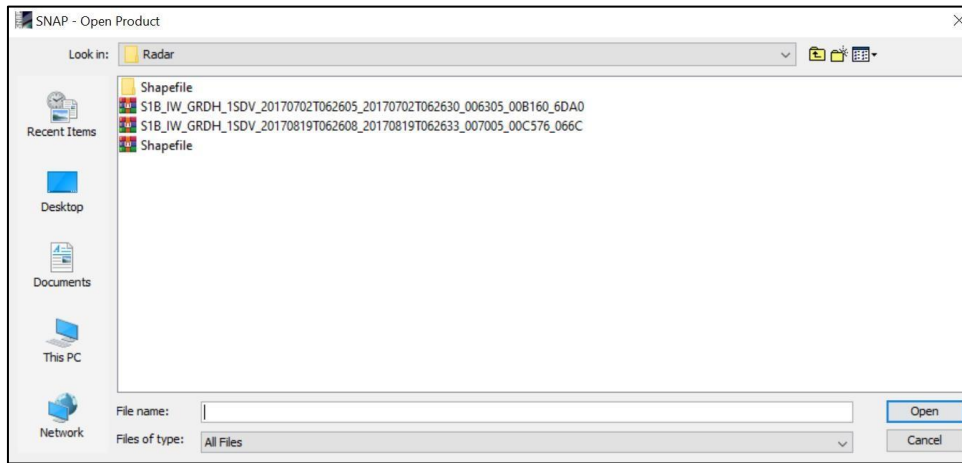 SNAP - Open Product
Look in: Radar
Shapefile
S1B_IW_GRDH_1SDV_20170702T062605_20170702T062630_006305_00B160_6DA0
S1B_IW_GRDH_1SDV_20170819T062608_20170819T062633_007005_00C576_066C
Shapefile
Recent Items
Desktop
Documents
This PC
Network
File name:
Open
Files of type: All Files
Cancel